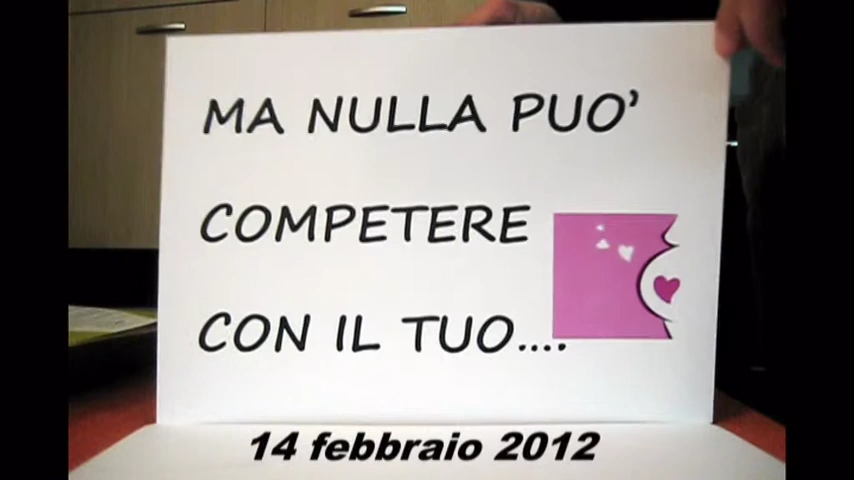 MA NULLA PUO'
COMPETERE
CON IL TUO....
14 febbraio 2012